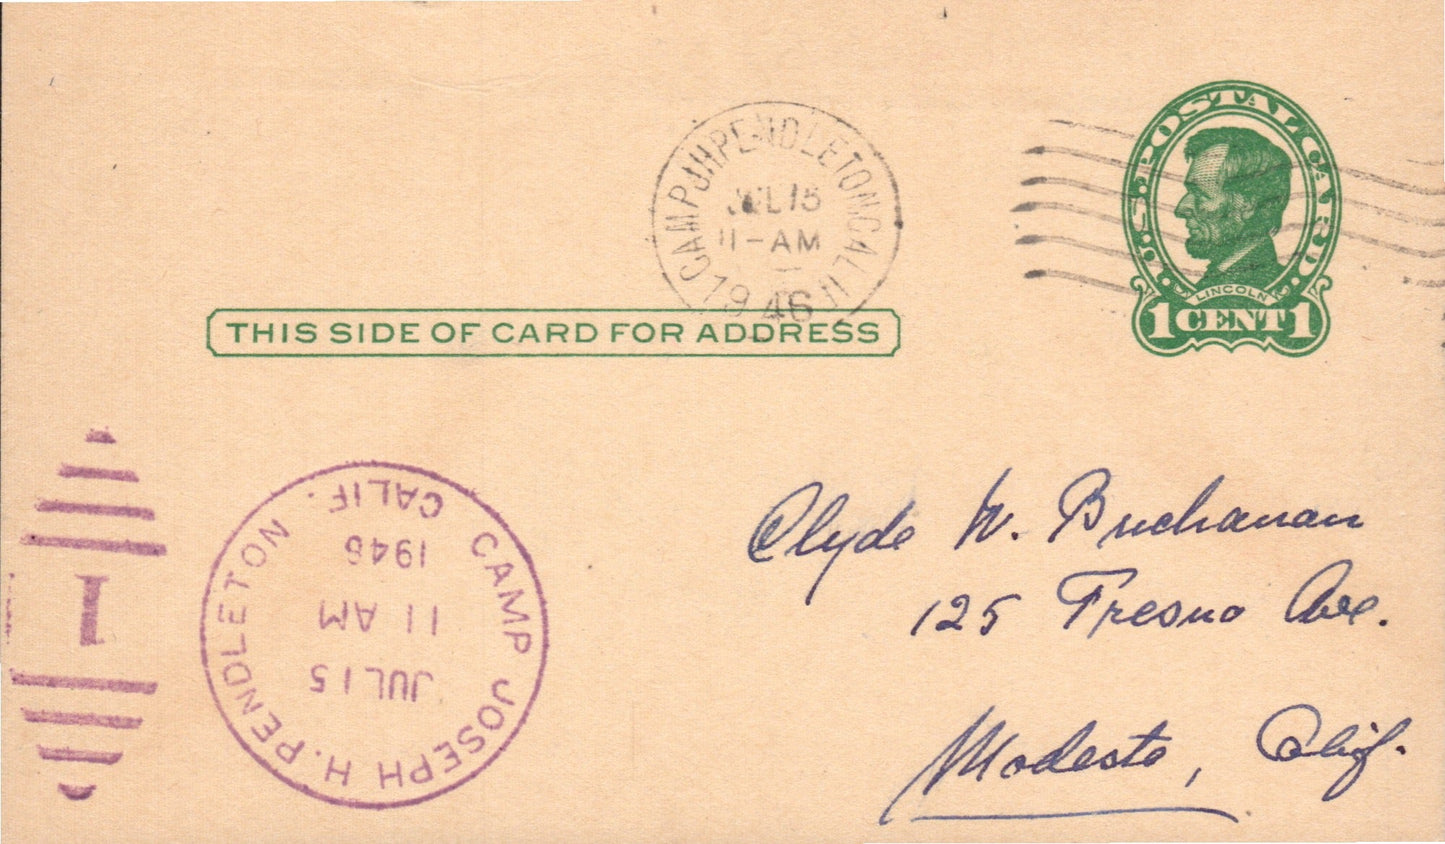 CAMP J H PENDLETON, CALIF
JUL 15
11-AM
1946
U.S. POSTAL CARD
LINCOLN
1 CENT 1
THIS SIDE OF CARD FOR ADDRESS
CAMP JOSEPH H. PENDLETON
CALIF.
1946
11 AM
JUL 15
1
Clyde W. Buchanan
125 Fresno Ave.
Modesto, Calif.